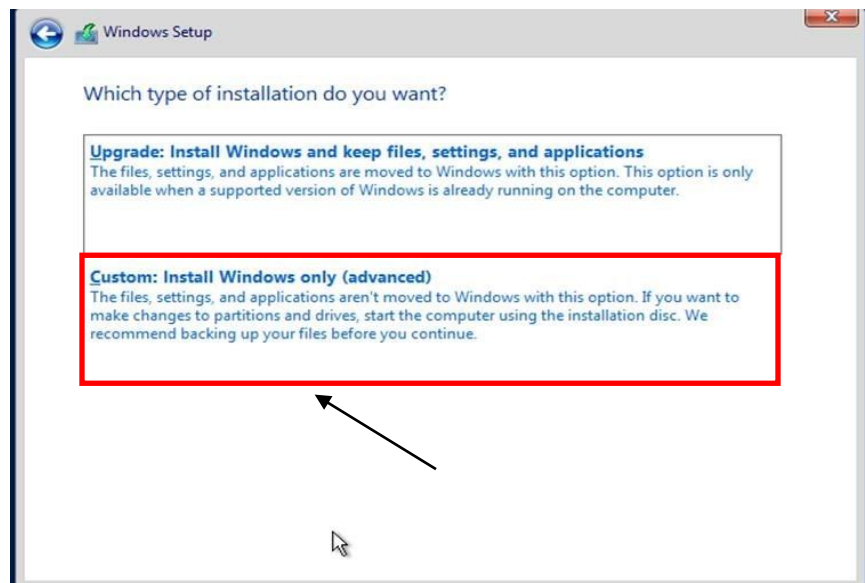 Windows Setup
Which type of installation do you want?
Upgrade: Install Windows and keep files, settings, and applications
The files, settings, and applications are moved to Windows with this option. This option is only
available when a supported version of Windows is already running on the computer.
Custom: Install Windows only (advanced)
The files, settings, and applications aren't moved to Windows with this option. If you want to
make changes to partitions and drives, start the computer using the installation disc. We
recommend backing up your files before you continue.